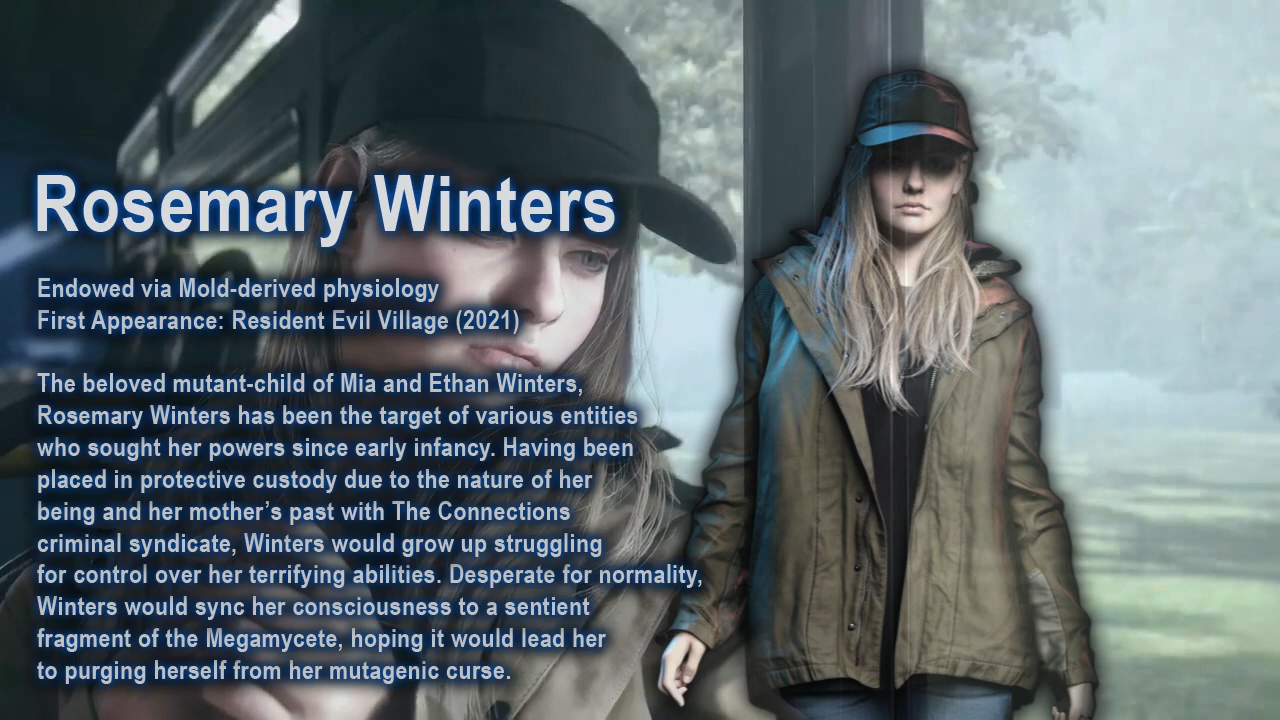 Rosemary Winters
Endowed via Mold-derived physiology
First Appearance: Resident Evil Village (2021)
The beloved mutant-child of Mia and Ethan Winters,
Rosemary Winters has been the target of various entities
who sought her powers since early infancy. Having been
placed in protective custody due to the nature of her
being and her mother’s past with The Connections
criminal syndicate, Winters would grow up struggling
for control over her terrifying abilities. Desperate for normality,
Winters would sync her consciousness to a sentient
fragment of the Megamycete, hoping it would lead her
to purging herself from her mutagenic curse.